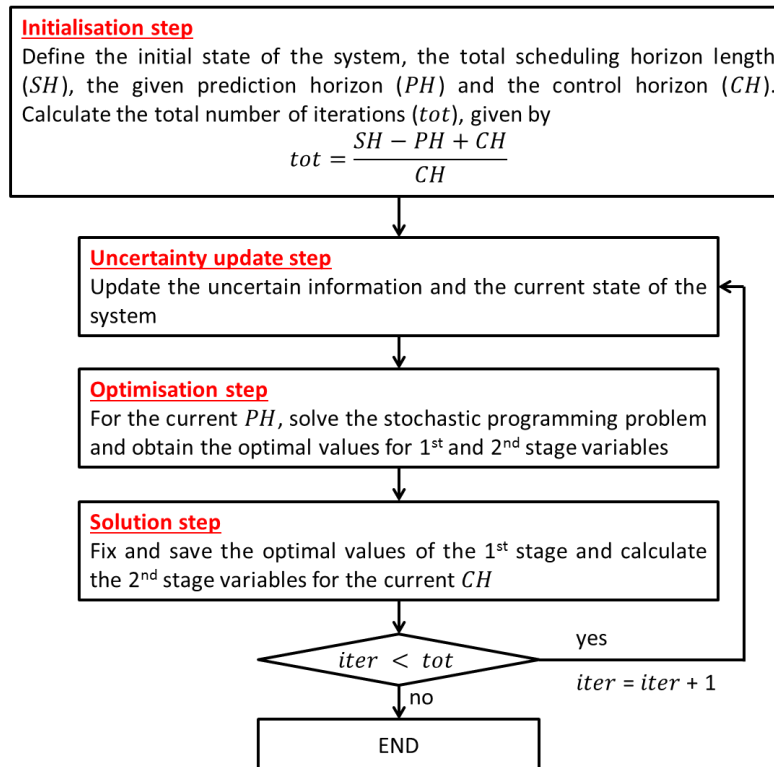 Initialisation step
Define the initial state of the system, the total scheduling horizon length
(SH), the given prediction horizon (PH) and the control horizon (CH).
Calculate the total number of iterations (tot), given by
tot = (SH − PH + CH) / CH
Uncertainty update step
Update the uncertain information and the current state of the
system
Optimisation step
For the current PH, solve the stochastic programming problem
and obtain the optimal values for 1st and 2nd stage variables
Solution step
Fix and save the optimal values of the 1st stage and calculate
the 2nd stage variables for the current CH
iter < tot
yes
iter = iter + 1
no
END